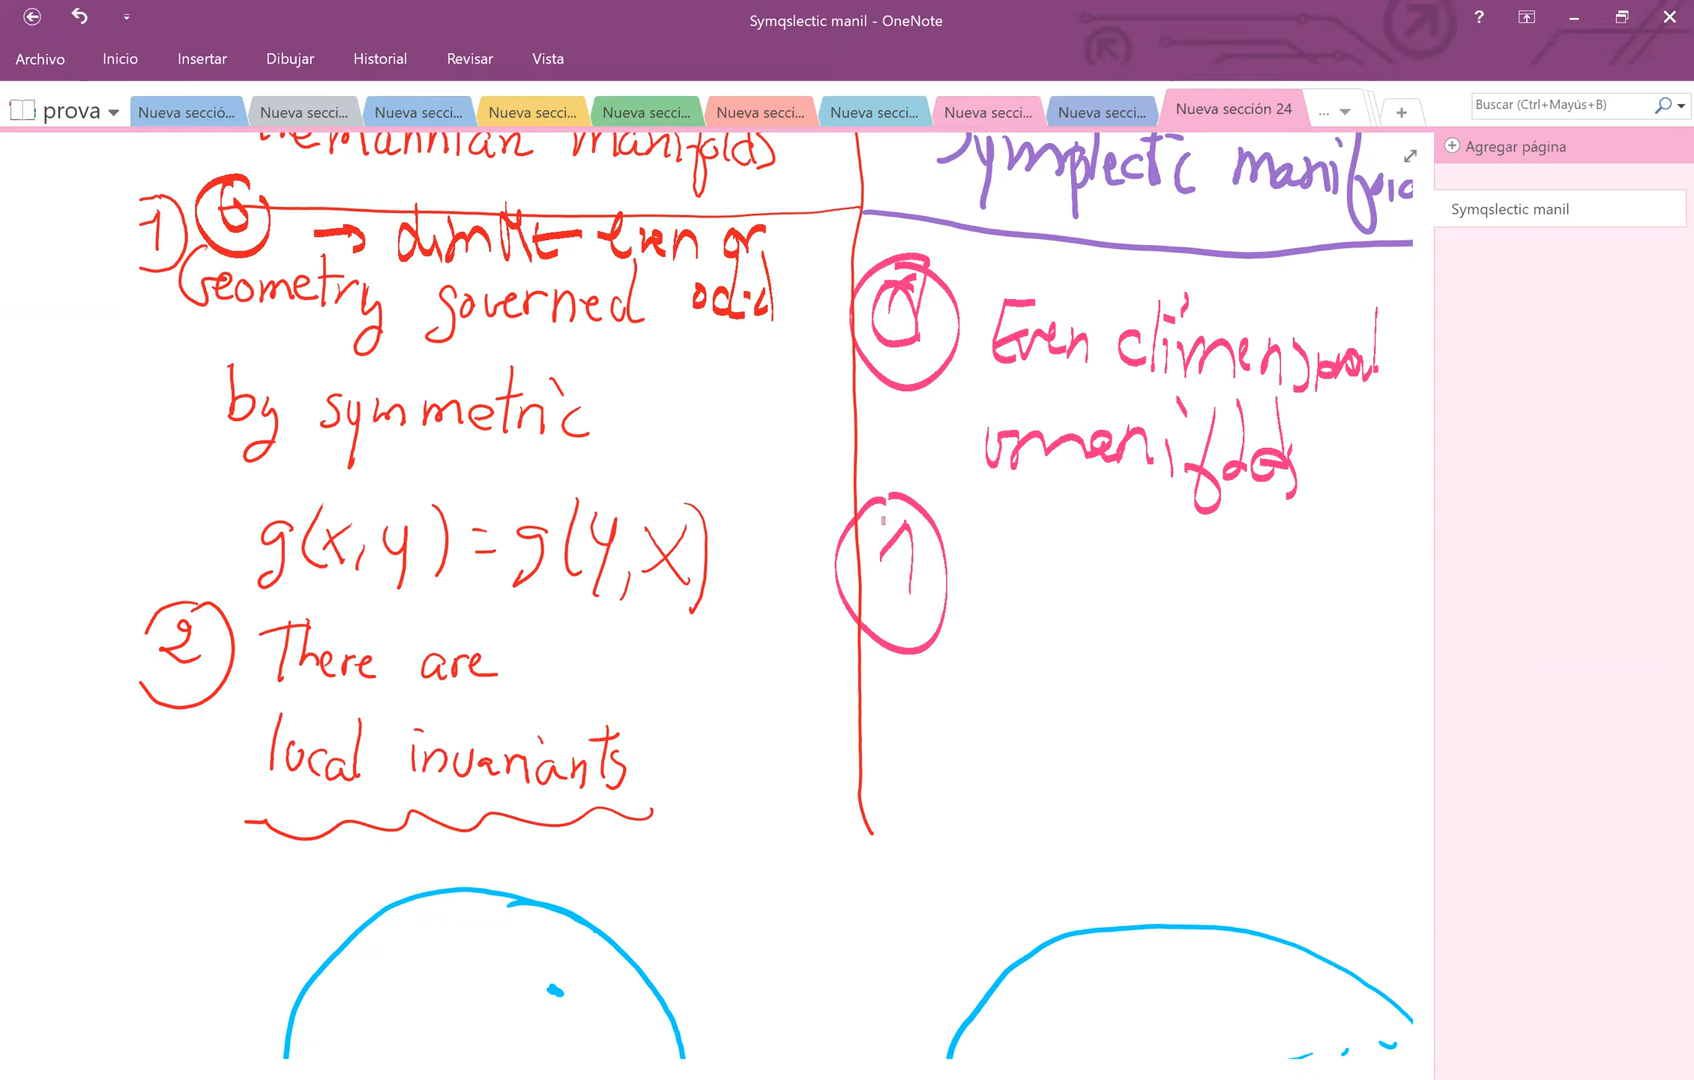 Symqslectic manil - OneNote
?
Archivo Inicio Insertar Dibujar Historial Revisar Vista
prova
Nueva secció... Nueva secci... Nueva secci... Nueva secci... Nueva secci... Nueva secci... Nueva secci... Nueva secci... Nueva secci... Nueva sección 24 ... +
Buscar (Ctrl+Mayús+B)
Agregar página
Symqslectic manil
Riemannian manifolds
1) 0 → dim M even or
Geometry governed odd
by symmetric
g(x,y) = g(y,x)
2 There are
local invariants
Symplectic manifolds
0 Even dimensional
manifolds
1